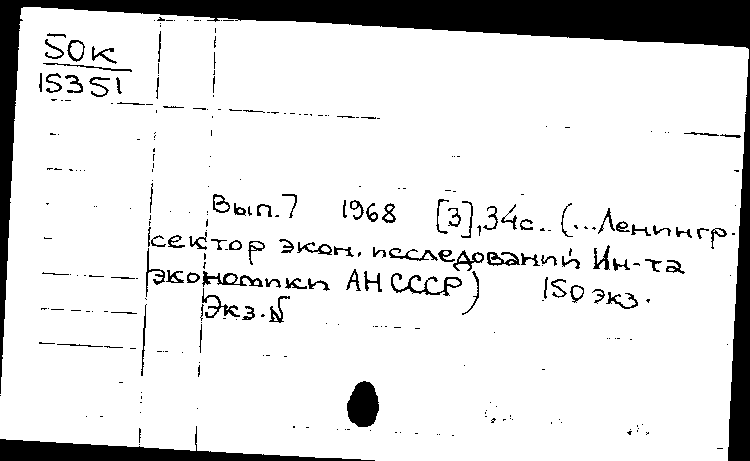 50к
15351
Вып. 7 1968 [3], 34с.. (...Ленингр.
сектор экон. исследований Ин-та
экономики АН СССР) 150 экз.
Экз. N